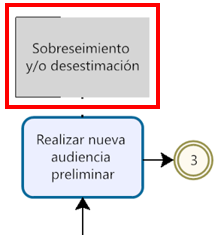 Sobreseimiento
y/o desestimación
Realizar nueva
audiencia
preliminar
3